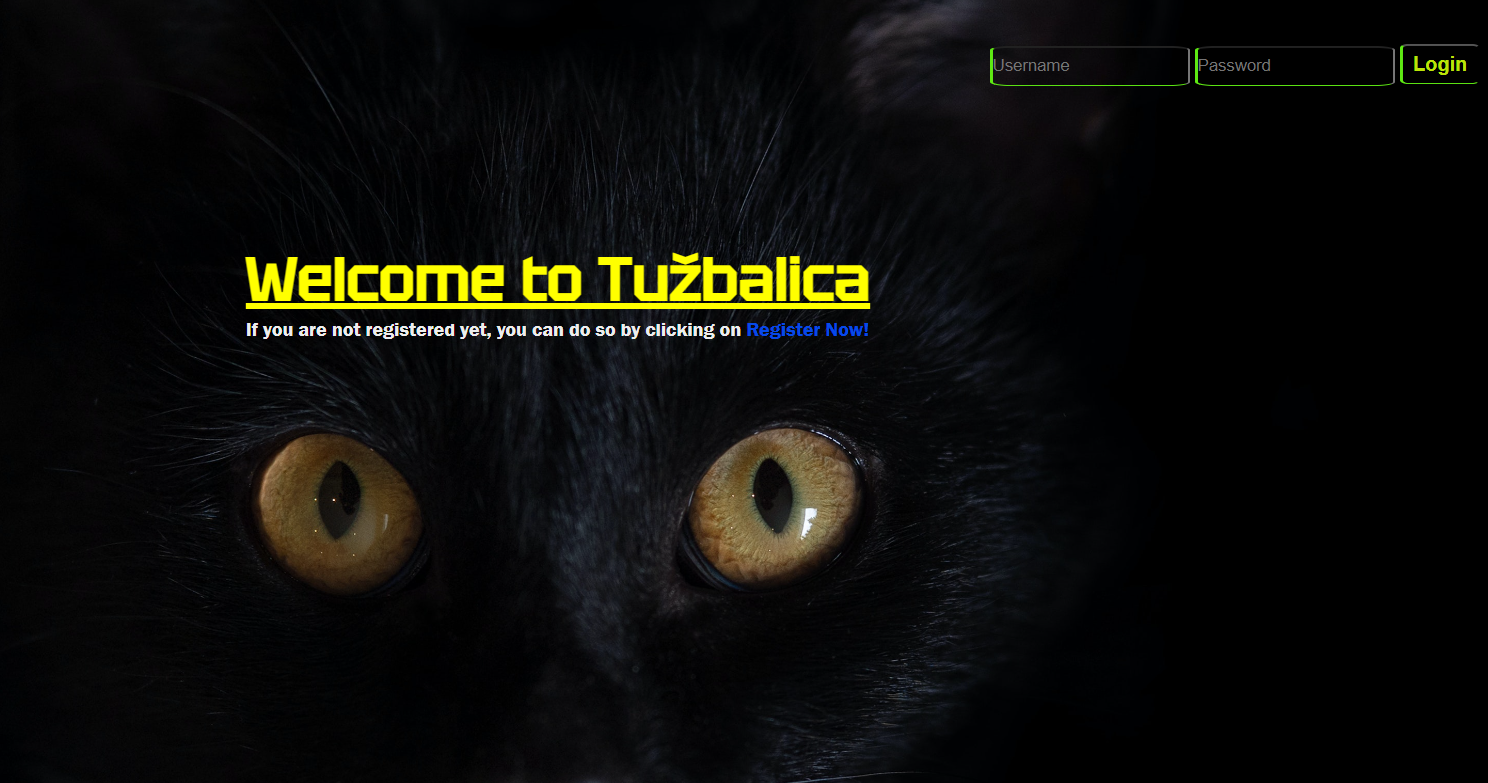 Username Password Login
Welcome to Tužbalica
If you are not registered yet, you can do so by clicking on Register Now!